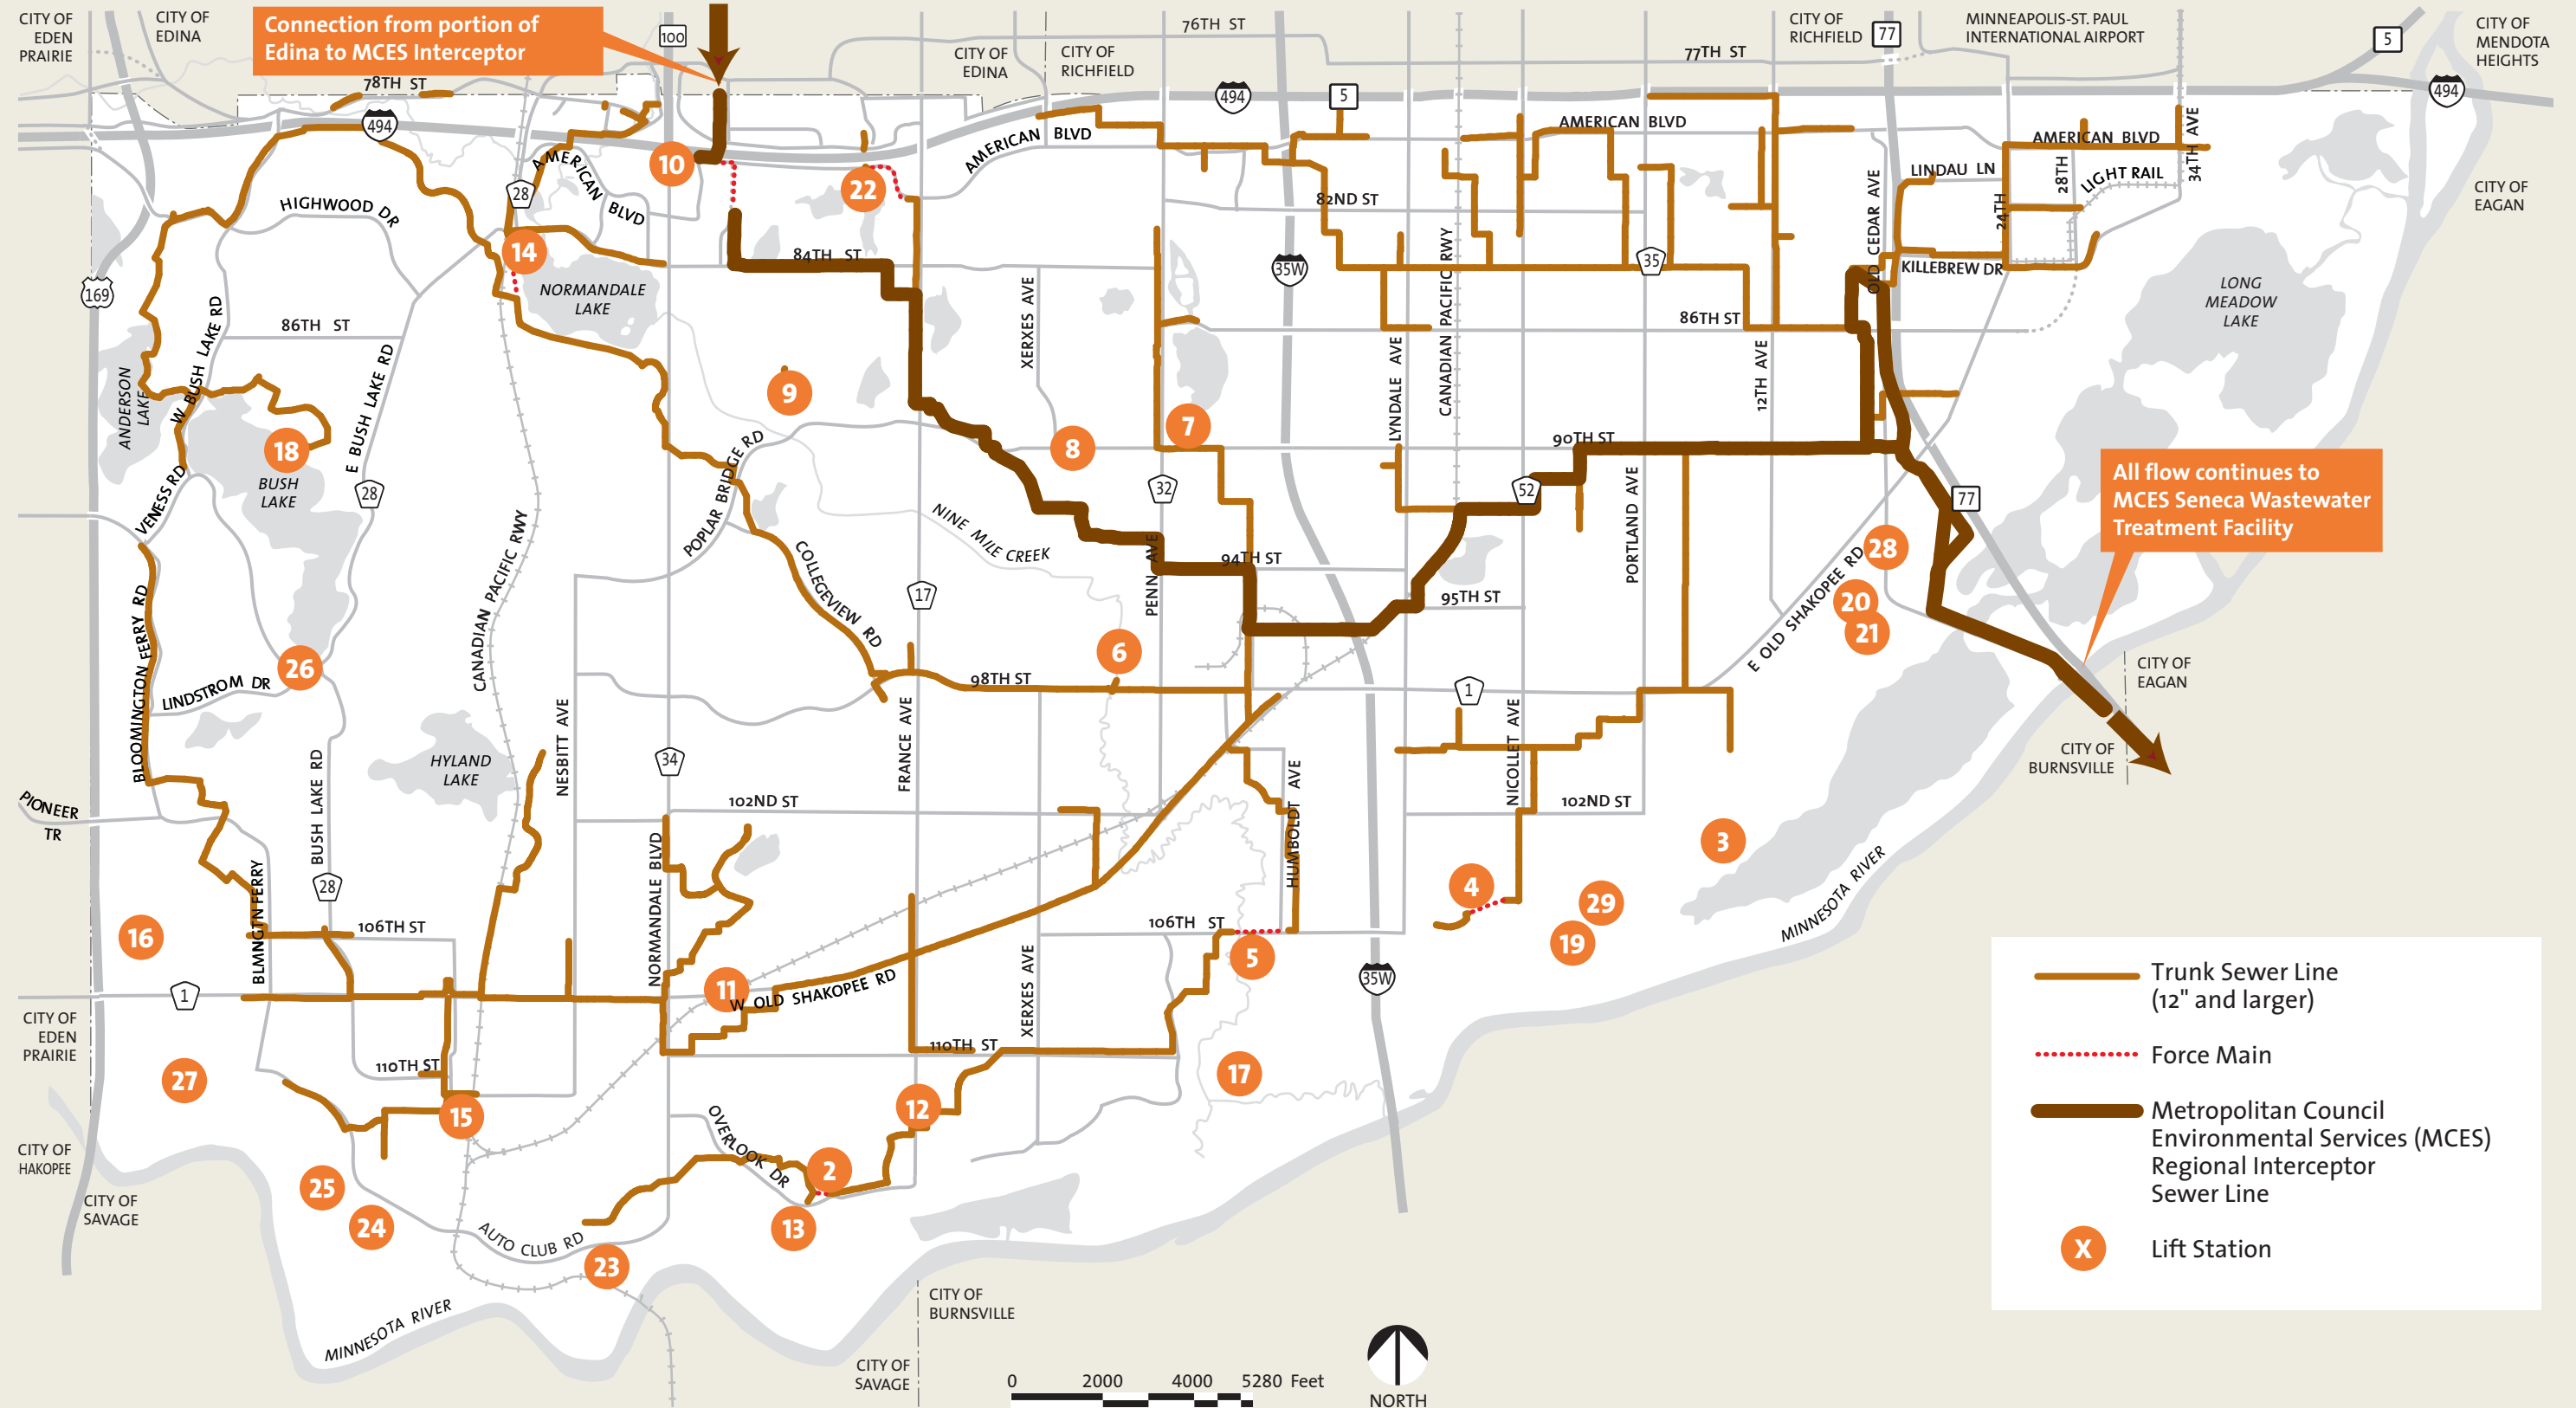 CITY OF
EDEN
PRAIRIE
CITY OF
EDINA
Connection from portion of
Edina to MCES Interceptor
100
76TH ST
CITY OF
EDINA
CITY OF
RICHFIELD
77TH ST
CITY OF
RICHFIELD
77
MINNEAPOLIS-ST. PAUL
INTERNATIONAL AIRPORT
5
CITY OF
MENDOTA
HEIGHTS
78TH ST
494
494
5
494
AMERICAN BLVD
AMERICAN BLVD
AMERICAN BLVD
AMERICAN BLVD
34TH AVE
10
22
28
LINDAU LN
28TH
LIGHT RAIL
24TH
CITY OF
EAGAN
HIGHWOOD DR
82ND ST
OLD CEDAR AVE
14
84TH ST
35W
35
KILLEBREW DR
169
NORMANDALE
LAKE
LONG
MEADOW
LAKE
86TH ST
86TH ST
W BUSH LAKE RD
E BUSH LAKE RD
XERXES AVE
LYNDALE AVE
CANADIAN PACIFIC RWY
12TH AVE
ANDERSON
LAKE
9
7
8
18
BUSH
LAKE
28
VENESS RD
POPLAR BRIDGE RD
90TH ST
32
52
PORTLAND AVE
77
All flow continues to
MCES Seneca Wastewater
Treatment Facility
NINE MILE CREEK
CANADIAN PACIFIC RWY
COLLEGEVIEW RD
PENN AVE
94TH ST
95TH ST
28
20
21
E OLD SHAKOPEE RD
17
BLOOMINGTON FERRY RD
6
26
LINDSTROM DR
98TH ST
1
CITY OF
EAGAN
NESBITT AVE
FRANCE AVE
NICOLLET AVE
34
HYLAND
LAKE
BUSH LAKE RD
HUMBOLDT AVE
CITY OF
BURNSVILLE
PIONEER
TR
102ND ST
102ND ST
3
NORMANDALE BLVD
28
BLMNGTN FERRY
4
29
19
MINNESOTA RIVER
16
106TH ST
106TH ST
5
1
11
W OLD SHAKOPEE RD
XERXES AVE
35W
CITY OF
EDEN
PRAIRIE
110TH ST
110TH ST
27
17
15
12
OVERLOOK DR
CITY OF
HAKOPEE
25
2
CITY OF
SAVAGE
24
13
AUTO CLUB RD
23
MINNESOTA RIVER
CITY OF
BURNSVILLE
CITY OF
SAVAGE
0 2000 4000 5280 Feet
NORTH
Trunk Sewer Line
(12" and larger)
Force Main
Metropolitan Council
Environmental Services (MCES)
Regional Interceptor
Sewer Line
X
Lift Station